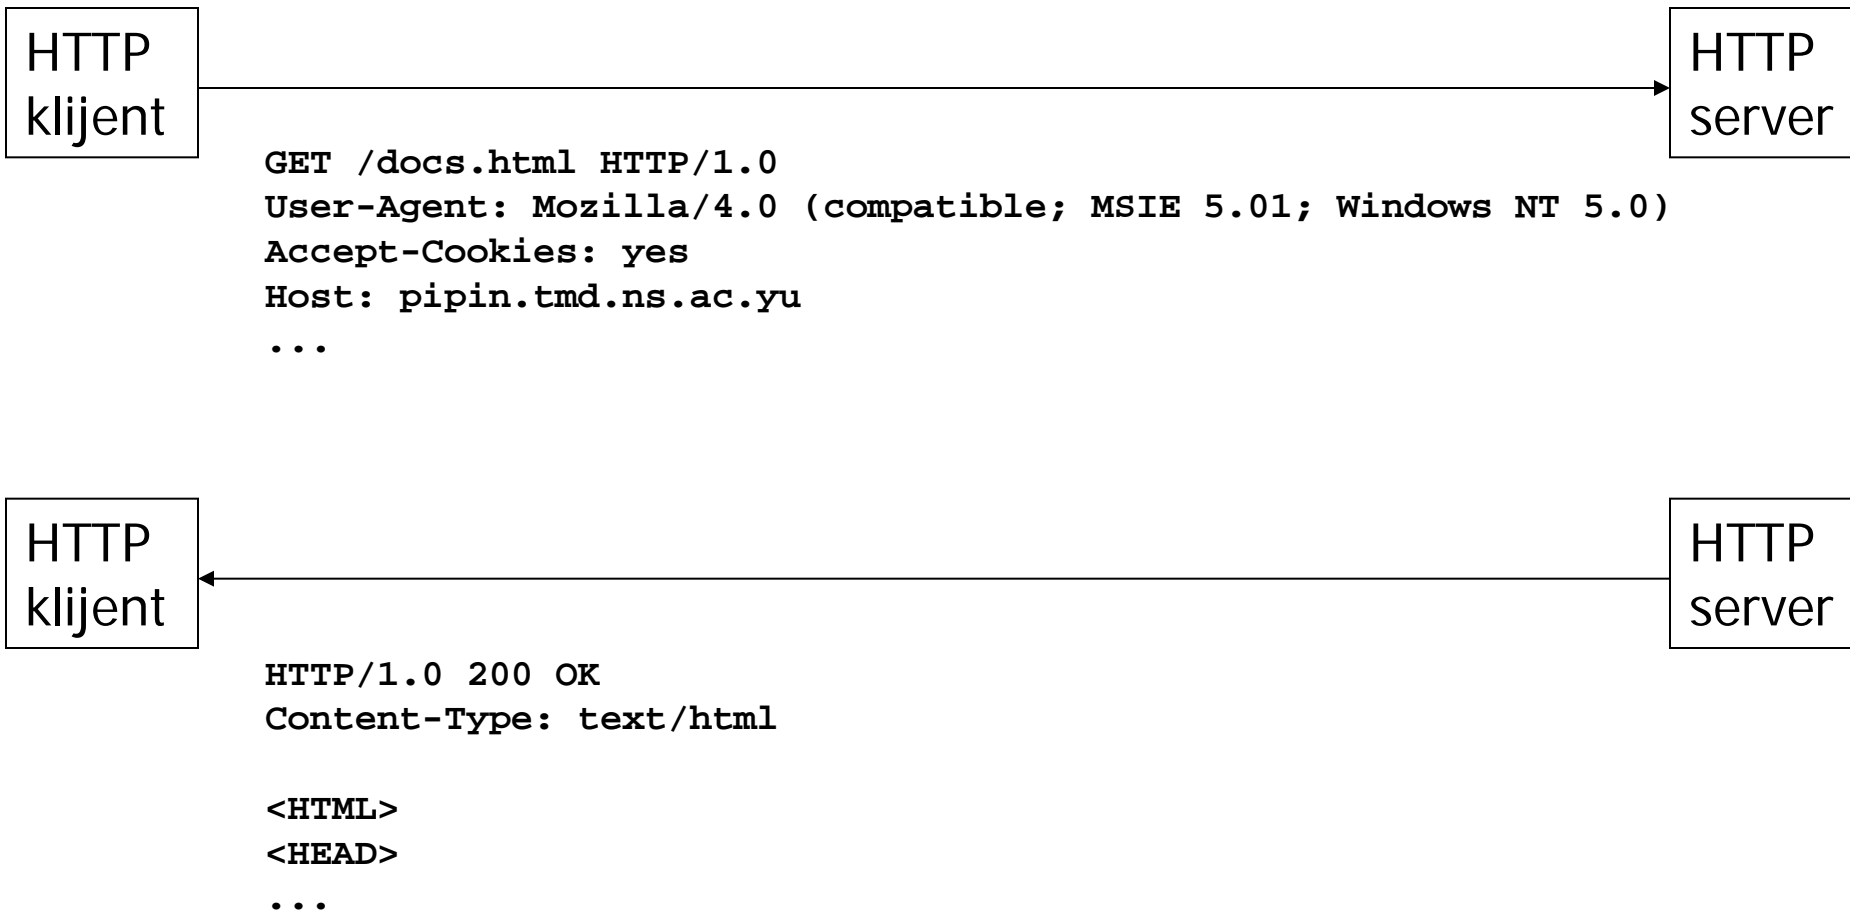 HTTP
klijent
HTTP
server
GET /docs.html HTTP/1.0
User-Agent: Mozilla/4.0 (compatible; MSIE 5.01; Windows NT 5.0)
Accept-Cookies: yes
Host: pipin.tmd.ns.ac.yu
...
HTTP
klijent
HTTP
server
HTTP/1.0 200 OK
Content-Type: text/html
<HTML>
<HEAD>
...